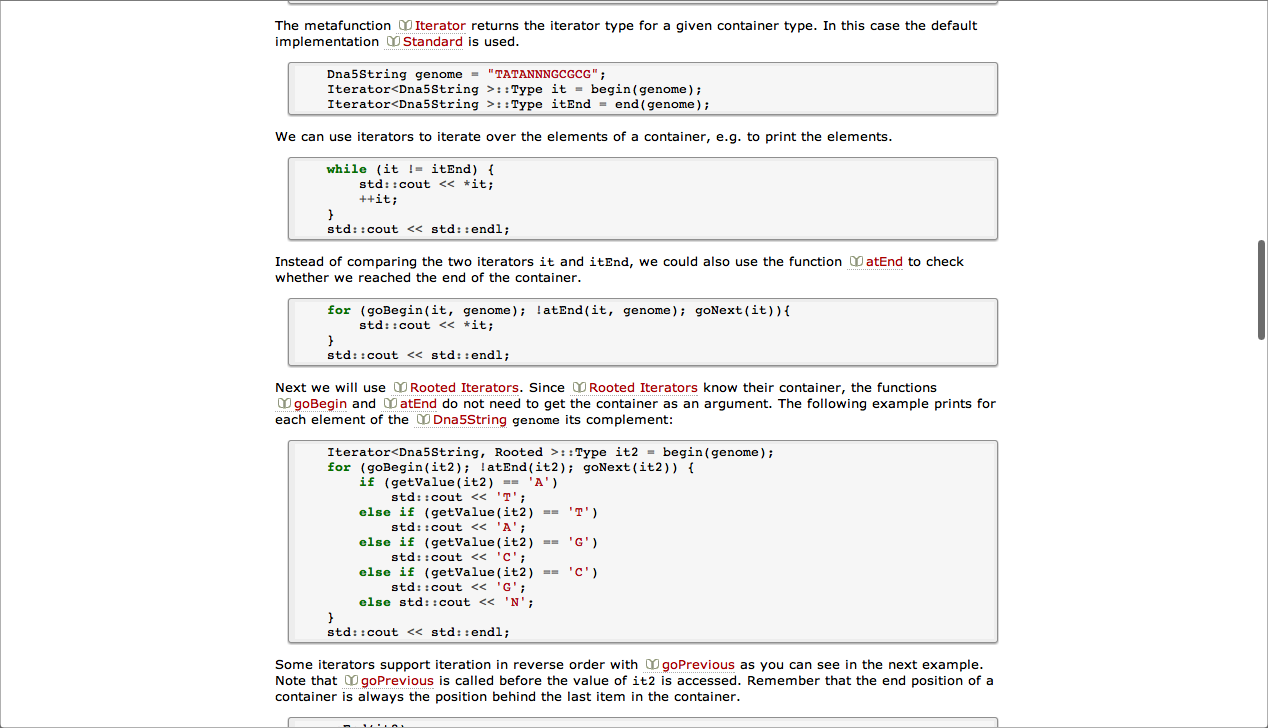 The metafunction Iterator returns the iterator type for a given container type. In this case the default
implementation Standard is used.
Dna5String genome = "TATANNNGCGCG";
Iterator<Dna5String >::Type it = begin(genome);
Iterator<Dna5String >::Type itEnd = end(genome);
We can use iterators to iterate over the elements of a container, e.g. to print the elements.
while (it != itEnd) {
std::cout << *it;
++it;
}
std::cout << std::endl;
Instead of comparing the two iterators it and itEnd, we could also use the function atEnd to check
whether we reached the end of the container.
for (goBegin(it, genome); !atEnd(it, genome); goNext(it)){
std::cout << *it;
}
std::cout << std::endl;
Next we will use Rooted Iterators. Since Rooted Iterators know their container, the functions
goBegin and atEnd do not need to get the container as an argument. The following example prints for
each element of the Dna5String genome its complement:
Iterator<Dna5String, Rooted >::Type it2 = begin(genome);
for (goBegin(it2); !atEnd(it2); goNext(it2)) {
if (getValue(it2) == 'A')
std::cout << 'T';
else if (getValue(it2) == 'T')
std::cout << 'A';
else if (getValue(it2) == 'G')
std::cout << 'C';
else if (getValue(it2) == 'C')
std::cout << 'G';
else std::cout << 'N';
}
std::cout << std::endl;
Some iterators support iteration in reverse order with goPrevious as you can see in the next example.
Note that goPrevious is called before the value of it2 is accessed. Remember that the end position of a
container is always the position behind the last item in the container.